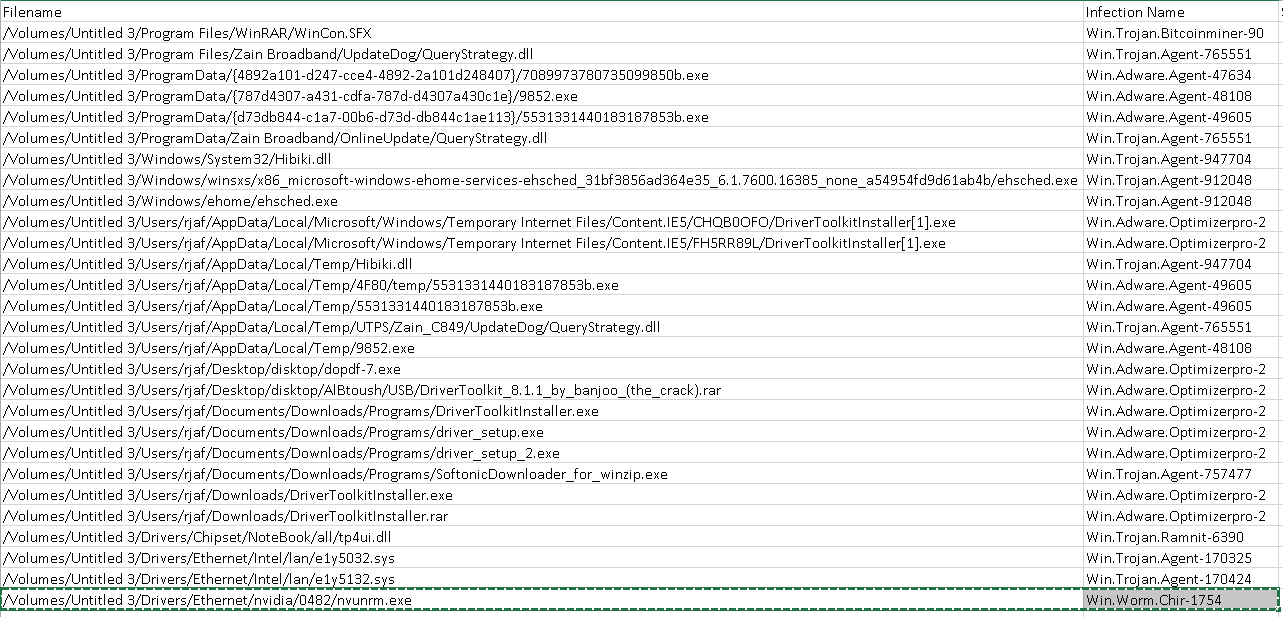 Filename Infection Name
/Volumes/Untitled 3/Program Files/WinRAR/WinCon.SFX Win.Trojan.Bitcoinminer-90
/Volumes/Untitled 3/Program Files/Zain Broadband/UpdateDog/QueryStrategy.dll Win.Trojan.Agent-765551
/Volumes/Untitled 3/ProgramData/{4892a101-d247-cce4-4892-2a101d248407}/7089973780735099850b.exe Win.Adware.Agent-47634
/Volumes/Untitled 3/ProgramData/{787d4307-a431-cdfa-787d-d4307a430c1e}/9852.exe Win.Adware.Agent-48108
/Volumes/Untitled 3/ProgramData/{d73db844-c1a7-00b6-d73d-db844c1ae113}/5531331440183187853b.exe Win.Adware.Agent-49605
/Volumes/Untitled 3/ProgramData/Zain Broadband/OnlineUpdate/QueryStrategy.dll Win.Trojan.Agent-765551
/Volumes/Untitled 3/Windows/System32/Hibiki.dll Win.Trojan.Agent-947704
/Volumes/Untitled 3/Windows/winsxs/x86_microsoft-windows-ehome-services-ehsched_31bf3856ad364e35_6.1.7600.16385_none_a54954fd9d61ab4b/ehsched.exe Win.Trojan.Agent-912048
/Volumes/Untitled 3/Windows/ehome/ehsched.exe Win.Trojan.Agent-912048
/Volumes/Untitled 3/Users/rjaf/AppData/Local/Microsoft/Windows/Temporary Internet Files/Content.IE5/CHQB0OFO/DriverToolkitInstaller[1].exe Win.Adware.Optimizerpro-2
/Volumes/Untitled 3/Users/rjaf/AppData/Local/Microsoft/Windows/Temporary Internet Files/Content.IE5/FH5RR89L/DriverToolkitInstaller[1].exe Win.Adware.Optimizerpro-2
/Volumes/Untitled 3/Users/rjaf/AppData/Local/Temp/Hibiki.dll Win.Trojan.Agent-947704
/Volumes/Untitled 3/Users/rjaf/AppData/Local/Temp/4F80/temp/5531331440183187853b.exe Win.Adware.Agent-49605
/Volumes/Untitled 3/Users/rjaf/AppData/Local/Temp/5531331440183187853b.exe Win.Adware.Agent-49605
/Volumes/Untitled 3/Users/rjaf/AppData/Local/Temp/UTPS/Zain_C849/UpdateDog/QueryStrategy.dll Win.Trojan.Agent-765551
/Volumes/Untitled 3/Users/rjaf/AppData/Local/Temp/9852.exe Win.Adware.Agent-48108
/Volumes/Untitled 3/Users/rjaf/Desktop/disktop/dopdf-7.exe Win.Adware.Optimizerpro-2
/Volumes/Untitled 3/Users/rjaf/Desktop/disktop/AlBtoush/USB/DriverToolkit_8.1.1_by_banjoo_(the_crack).rar Win.Adware.Optimizerpro-2
/Volumes/Untitled 3/Users/rjaf/Documents/Downloads/Programs/DriverToolkitInstaller.exe Win.Adware.Optimizerpro-2
/Volumes/Untitled 3/Users/rjaf/Documents/Downloads/Programs/driver_setup.exe Win.Adware.Optimizerpro-2
/Volumes/Untitled 3/Users/rjaf/Documents/Downloads/Programs/driver_setup_2.exe Win.Adware.Optimizerpro-2
/Volumes/Untitled 3/Users/rjaf/Documents/Downloads/Programs/SoftonicDownloader_for_winzip.exe Win.Trojan.Agent-757477
/Volumes/Untitled 3/Users/rjaf/Downloads/DriverToolkitInstaller.exe Win.Adware.Optimizerpro-2
/Volumes/Untitled 3/Users/rjaf/Downloads/DriverToolkitInstaller.rar Win.Adware.Optimizerpro-2
/Volumes/Untitled 3/Drivers/Chipset/NoteBook/all/tp4ui.dll Win.Trojan.Ramnit-6390
/Volumes/Untitled 3/Drivers/Ethernet/Intel/lan/e1y5032.sys Win.Trojan.Agent-170325
/Volumes/Untitled 3/Drivers/Ethernet/Intel/lan/e1y5132.sys Win.Trojan.Agent-170424
/Volumes/Untitled 3/Drivers/Ethernet/nvidia/0482/nvunrm.exe Win.Worm.Chir-1754